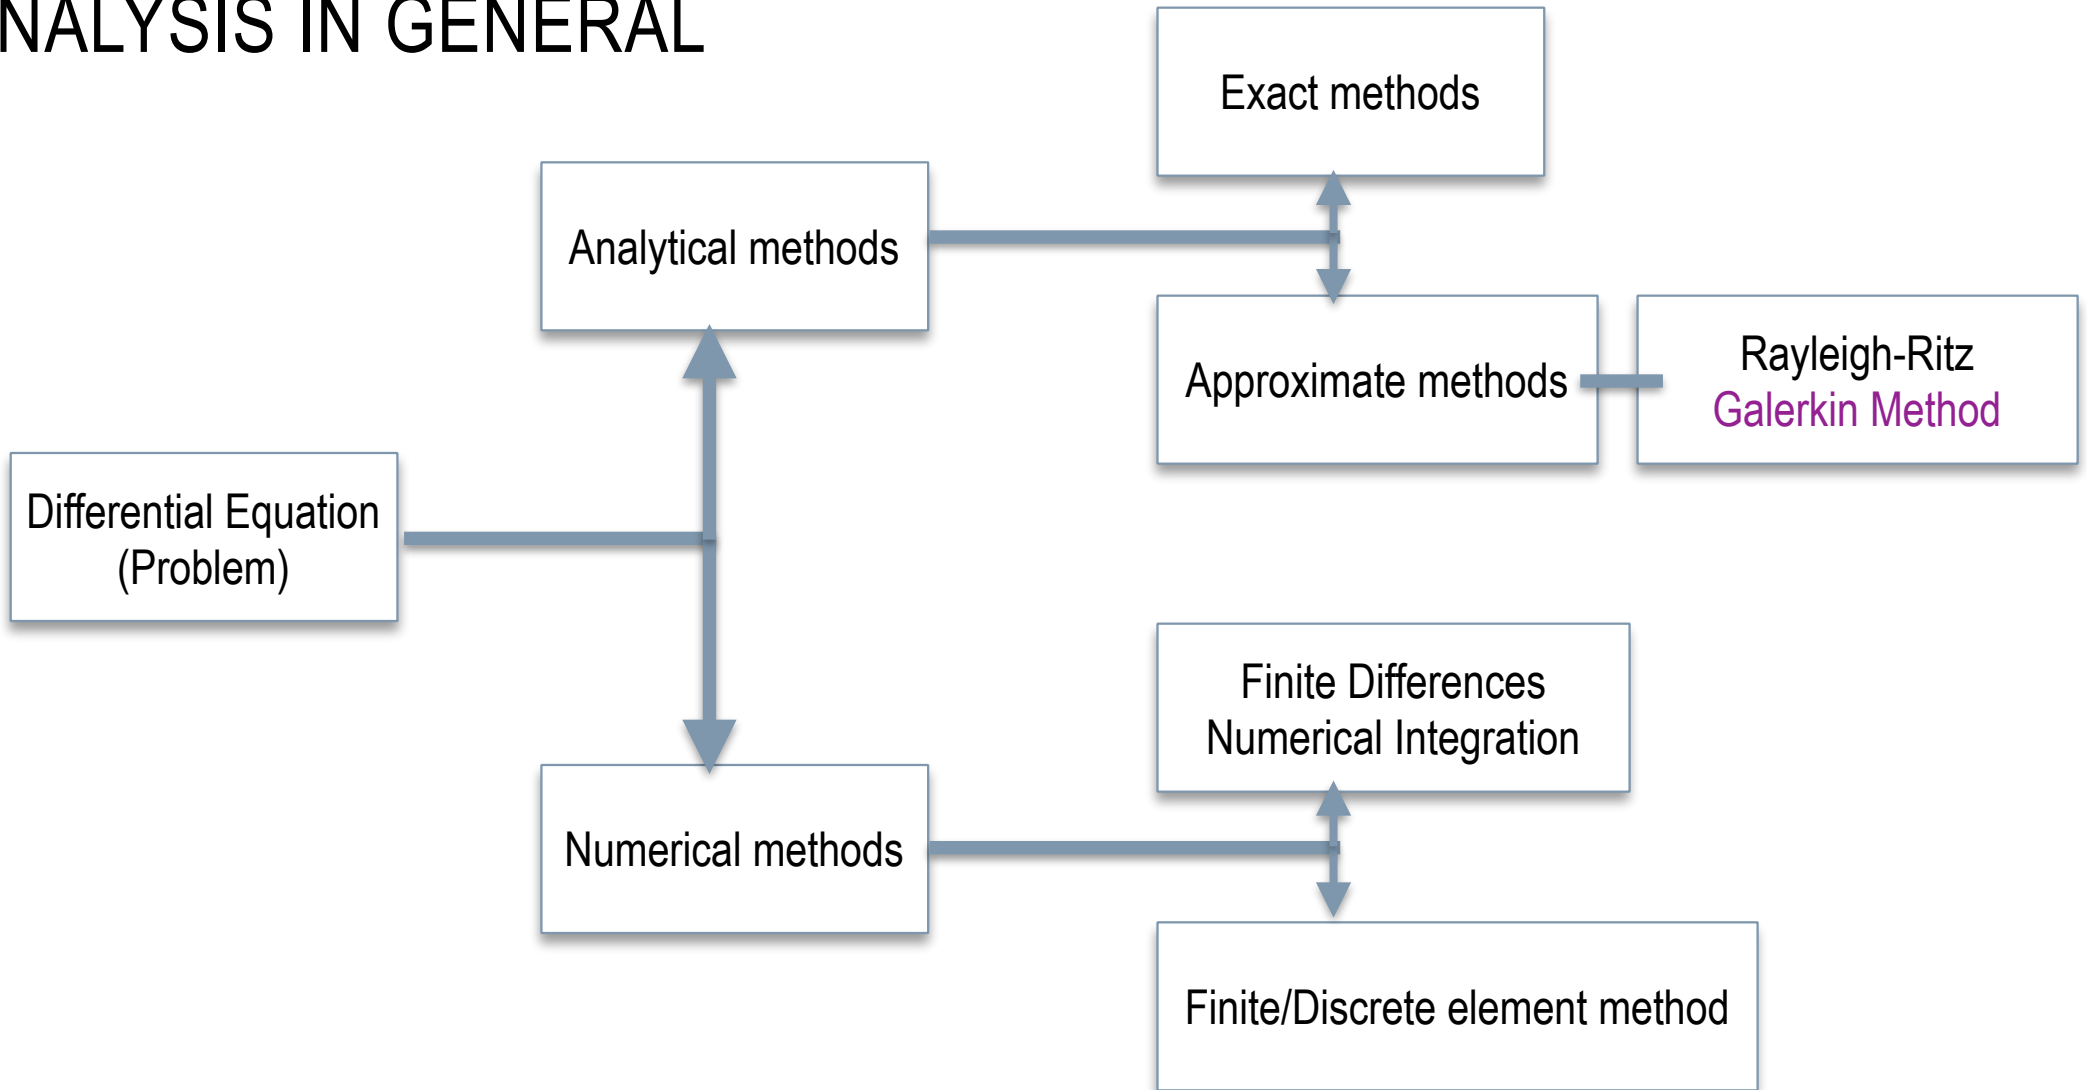 NALYSIS IN GENERAL
Exact methods
Analytical methods
Approximate methods
Rayleigh-Ritz
Galerkin Method
Differential Equation
(Problem)
Finite Differences
Numerical Integration
Numerical methods
Finite/Discrete element method